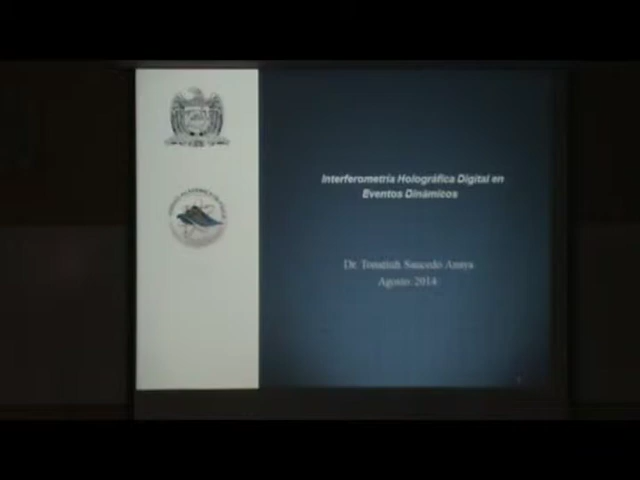 Interferometría Holográfica Digital en
Eventos Dinámicos
Dr. Tonatiuh Saucedo Anaya
Agosto 2014